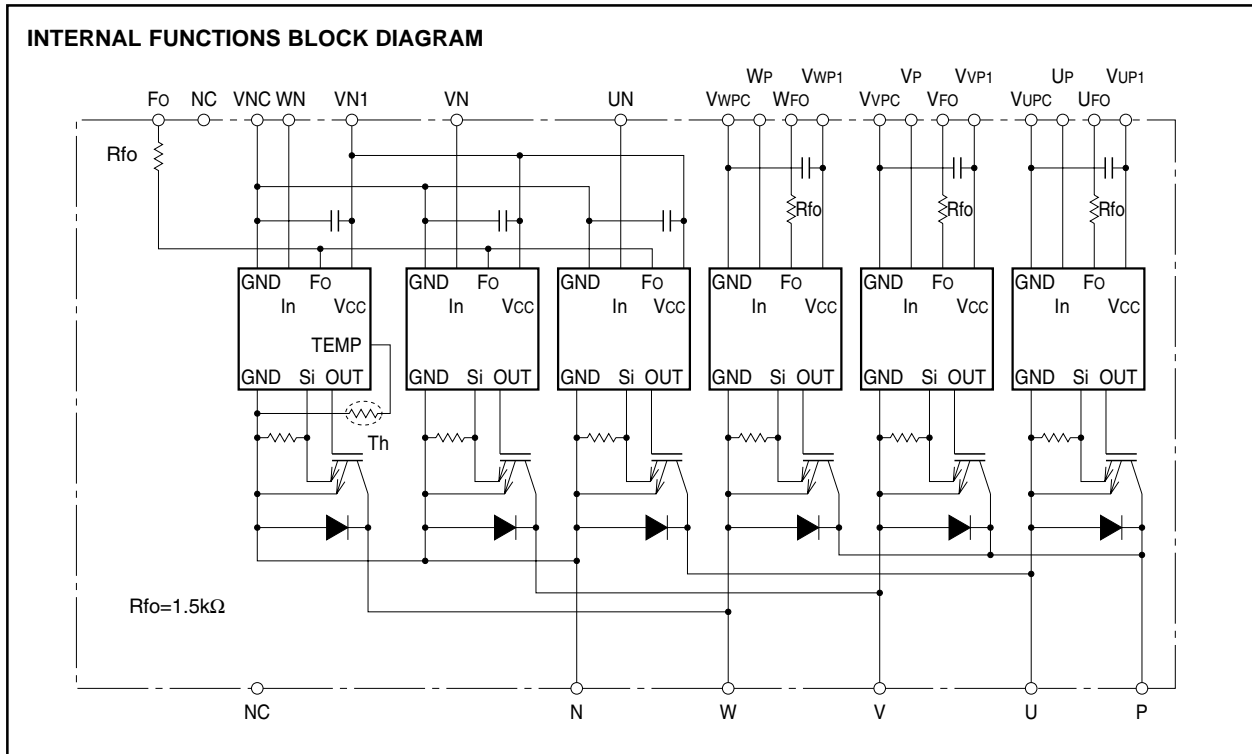 INTERNAL FUNCTIONS BLOCK DIAGRAM
WP VWP1 VP VVP1 UP VUP1
FO NC VNC WN VN1 VN UN VWPC WFO VVPC VFO VUPC UFO
Rfo
Rfo Rfo Rfo
GND FO GND FO GND FO GND FO GND FO GND FO
In VCC In VCC In VCC In VCC In VCC In VCC
TEMP
GND Si OUT GND Si OUT GND Si OUT GND Si OUT GND Si OUT GND Si OUT
Th
Rfo=1.5kΩ
NC N W V U P